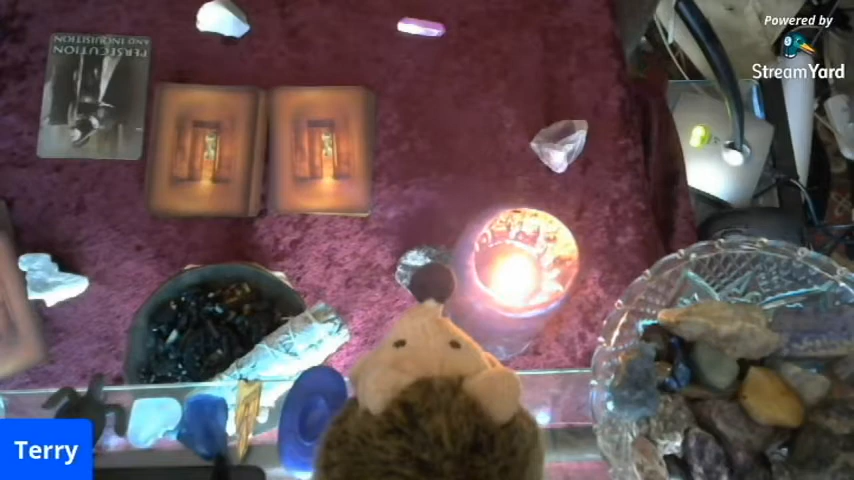 Powered by
StreamYard
PERSECUTION
AND INQUISITION
Terry